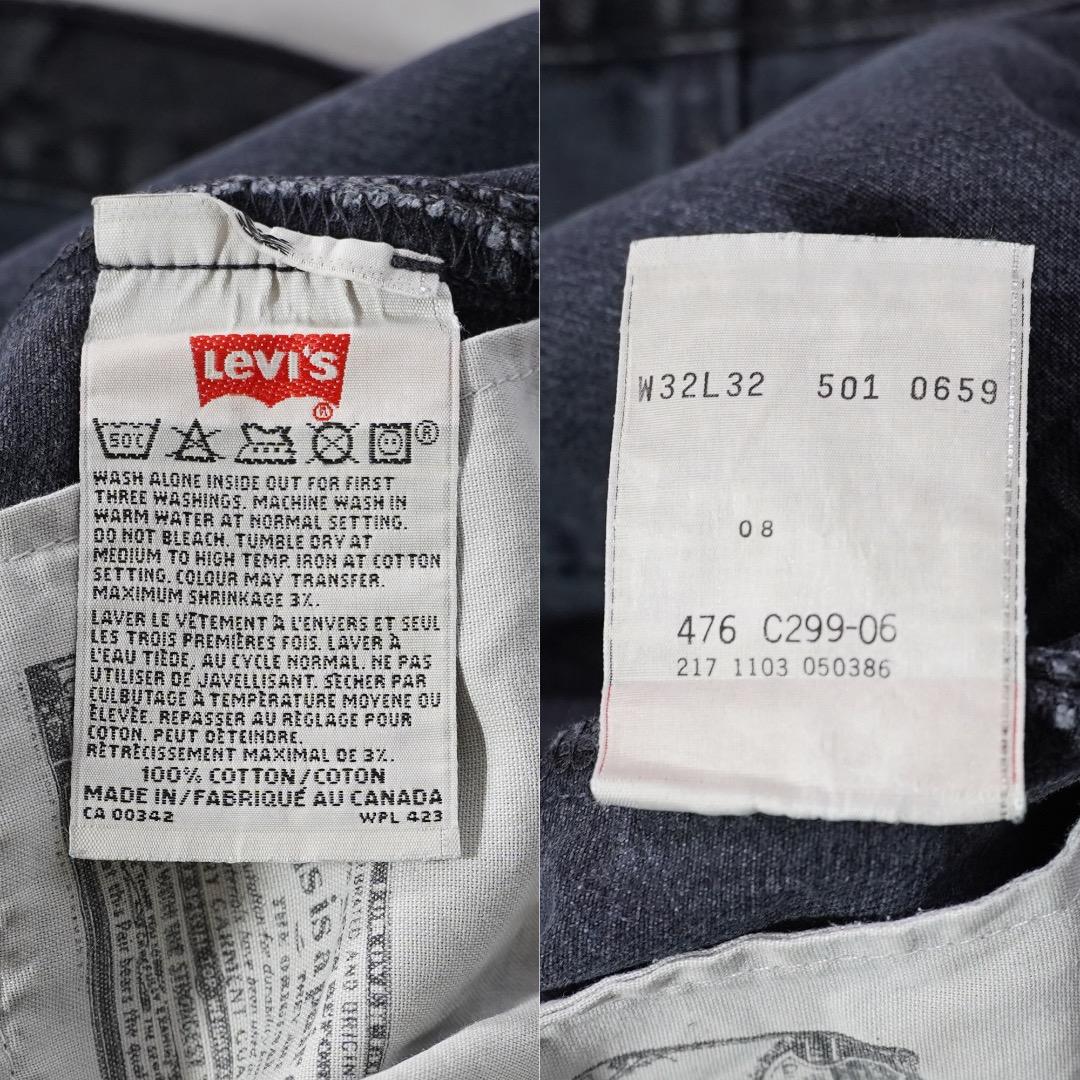 Levi's
®
50C
®
WASH ALONE INSIDE OUT FOR FIRST
THREE WASHINGS. MACHINE WASH IN
WARM WATER AT NORMAL SETTING.
DO NOT BLEACH. TUMBLE DRY AT
MEDIUM TO HIGH TEMP. IRON AT COTTON
SETTING. COLOUR MAY TRANSFER.
MAXIMUM SHRINKAGE 3%.
LAVER LE VÊTEMENT À L'ENVERS ET SEUL
LES TROIS PREMIÈRES FOIS. LAVER À
L'EAU TIÈDE, AU CYCLE NORMAL. NE PAS
UTILISER DE JAVELLISANT. SÉCHER PAR
CULBUTAGE À TEMPÉRATURE MOYENNE OU
ÉLEVÉE. REPASSER AU RÉGLAGE POUR
COTON. PEUT DÉTEINDRE.
RÉTRÉCISSEMENT MAXIMAL DE 3%.
100% COTTON/COTON
MADE IN/FABRIQUÉ AU CANADA
CA 00342 WPL 423
W32L32 501 0659
08
476 C299-06
217 1103 050386